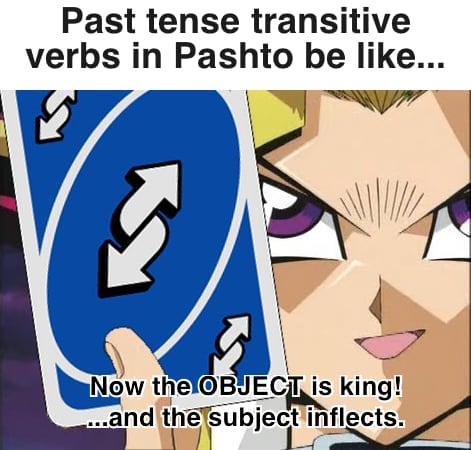 Past tense transitive
verbs in Pashto be like...
Now the OBJECT is king!
...and the subject inflects.